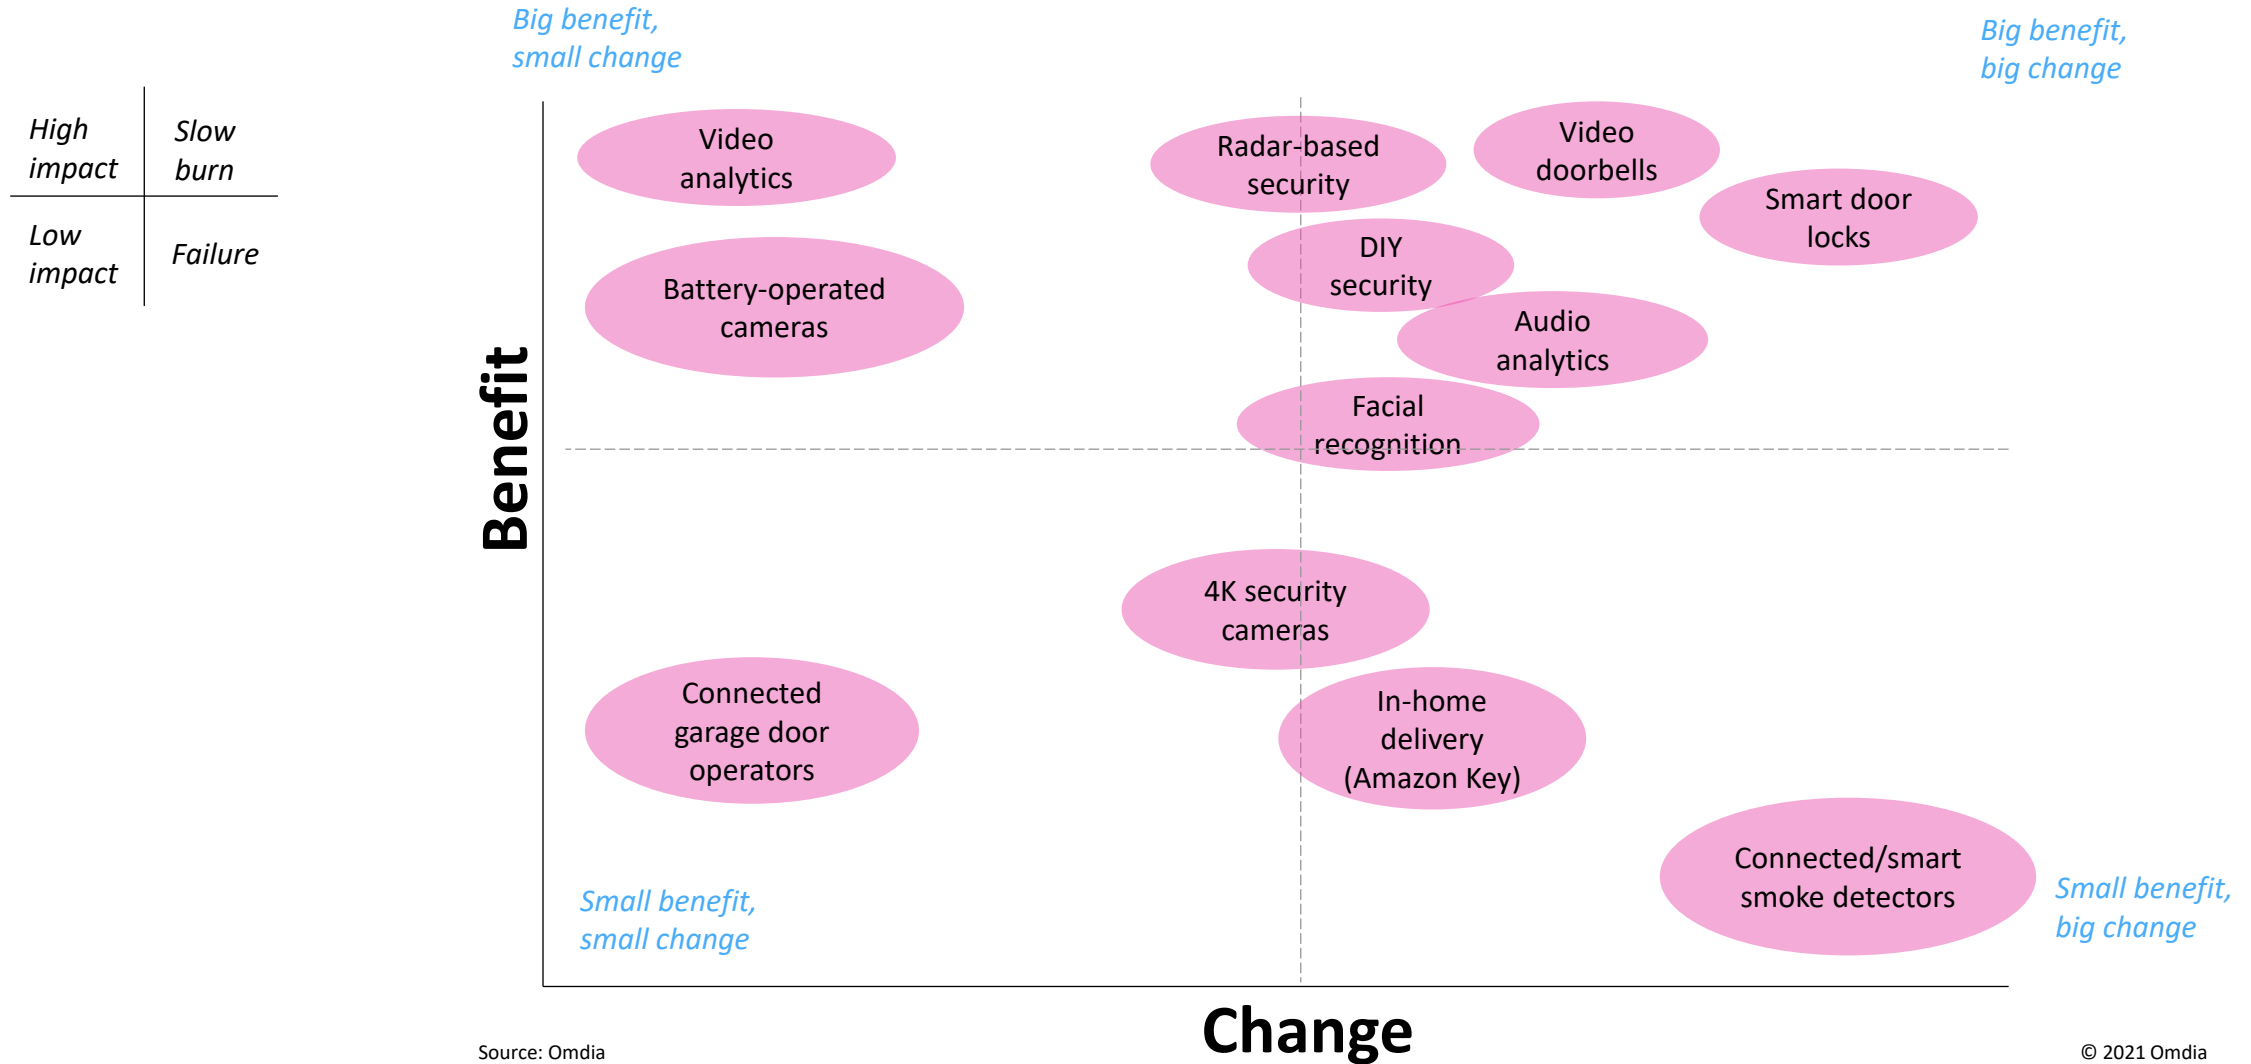 Big benefit,
small change
Big benefit,
big change
High
impact
Slow
burn
Low
impact
Failure
Video
analytics
Radar-based
security
Video
doorbells
Smart door
locks
DIY
security
Battery-operated
cameras
Audio
analytics
Facial
recognition
Benefit
4K security
cameras
Connected
garage door
operators
In-home
delivery
(Amazon Key)
Connected/smart
smoke detectors
Small benefit,
small change
Small benefit,
big change
Change
Source: Omdia
© 2021 Omdia